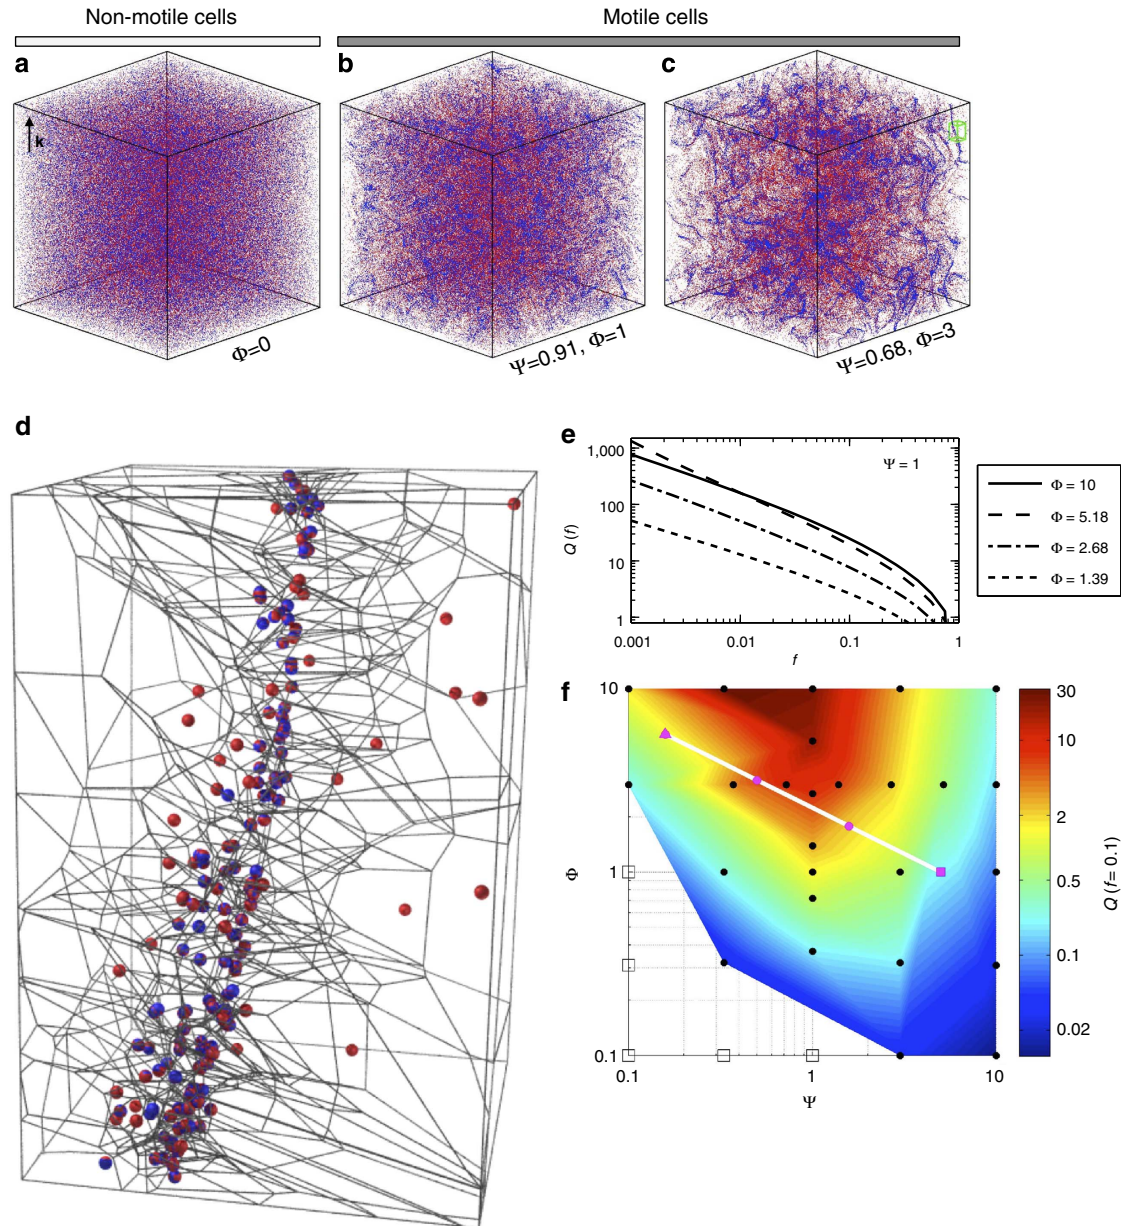 Non-motile cells
Motile cells
a
b
c
k
Φ=0
Ψ=0.91, Φ=1
Ψ=0.68, Φ=3
d
e
1,000
100
10
1
Q (f)
Ψ = 1
0.001
0.01
0.1
1
f
Φ = 10
Φ = 5.18
Φ = 2.68
Φ = 1.39
f
10
1
0.1
Φ
0.1
1
10
Ψ
30
10
2
0.5
0.1
0.02
Q (f= 0.1)